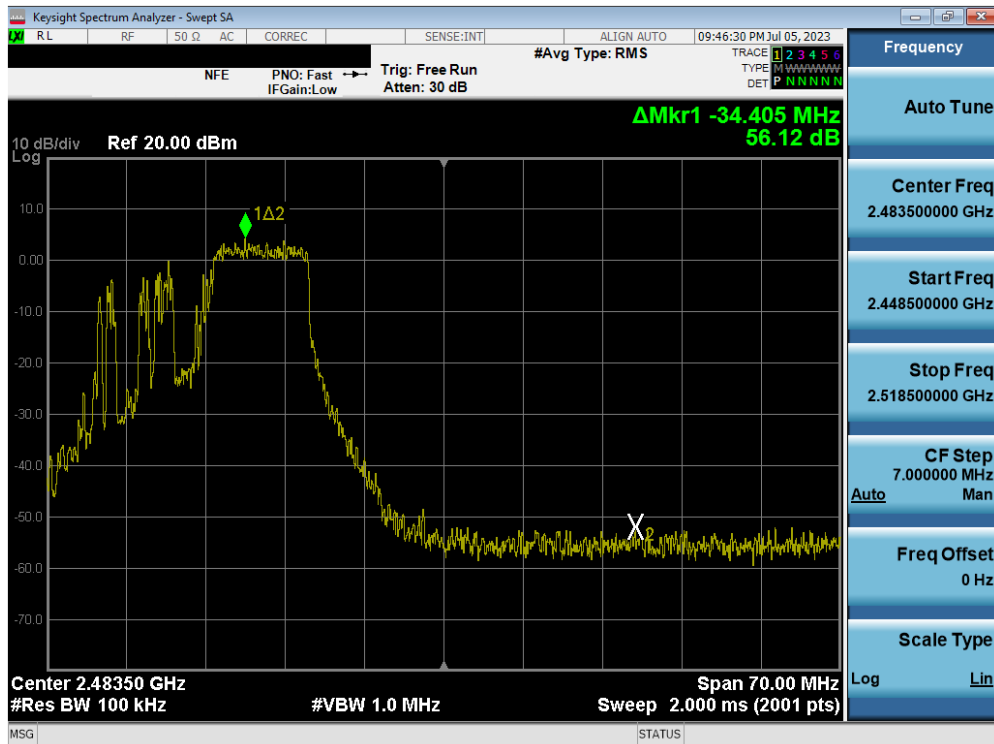 Keysight Spectrum Analyzer - Swept SA
LXI RL RF 50 Ω AC CORREC SENSE:INT ALIGN AUTO 09:46:30 PM Jul 05, 2023
NFE PNO: Fast Trig: Free Run #Avg Type: RMS TRACE 1 2 3 4 5 6
IFGain:Low Atten: 30 dB TYPE M W W W W W
DET P N N N N N
ΔMkr1 -34.405 MHz
56.12 dB
10 dB/div Ref 20.00 dBm
Log
10.0
0.00
-10.0
-20.0
-30.0
-40.0
-50.0
-60.0
-70.0
1Δ2
X2
Center 2.48350 GHz Span 70.00 MHz
#Res BW 100 kHz #VBW 1.0 MHz Sweep 2.000 ms (2001 pts)
MSG STATUS
Frequency
Auto Tune
Center Freq
2.483500000 GHz
Start Freq
2.448500000 GHz
Stop Freq
2.518500000 GHz
CF Step
7.000000 MHz
Auto Man
Freq Offset
0 Hz
Scale Type
Log Lin